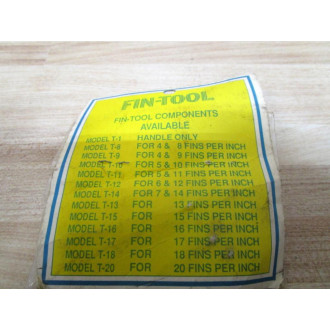 FIN-TOOL
FIN-TOOL COMPONENTS
AVAILABLE
MODEL T-1 HANDLE ONLY
MODEL T-8 FOR 4 & 8 FINS PER INCH
MODEL T-9 FOR 4 & 9 FINS PER INCH
MODEL T-10 FOR 5 & 10 FINS PER INCH
MODEL T-11 FOR 5 & 11 FINS PER INCH
MODEL T-12 FOR 6 & 12 FINS PER INCH
MODEL T-14 FOR 7 & 14 FINS PER INCH
MODEL T-13 FOR 13 FINS PER INCH
MODEL T-15 FOR 15 FINS PER INCH
MODEL T-16 FOR 16 FINS PER INCH
MODEL T-17 FOR 17 FINS PER INCH
MODEL T-18 FOR 18 FINS PER INCH
MODEL T-20 FOR 20 FINS PER INCH